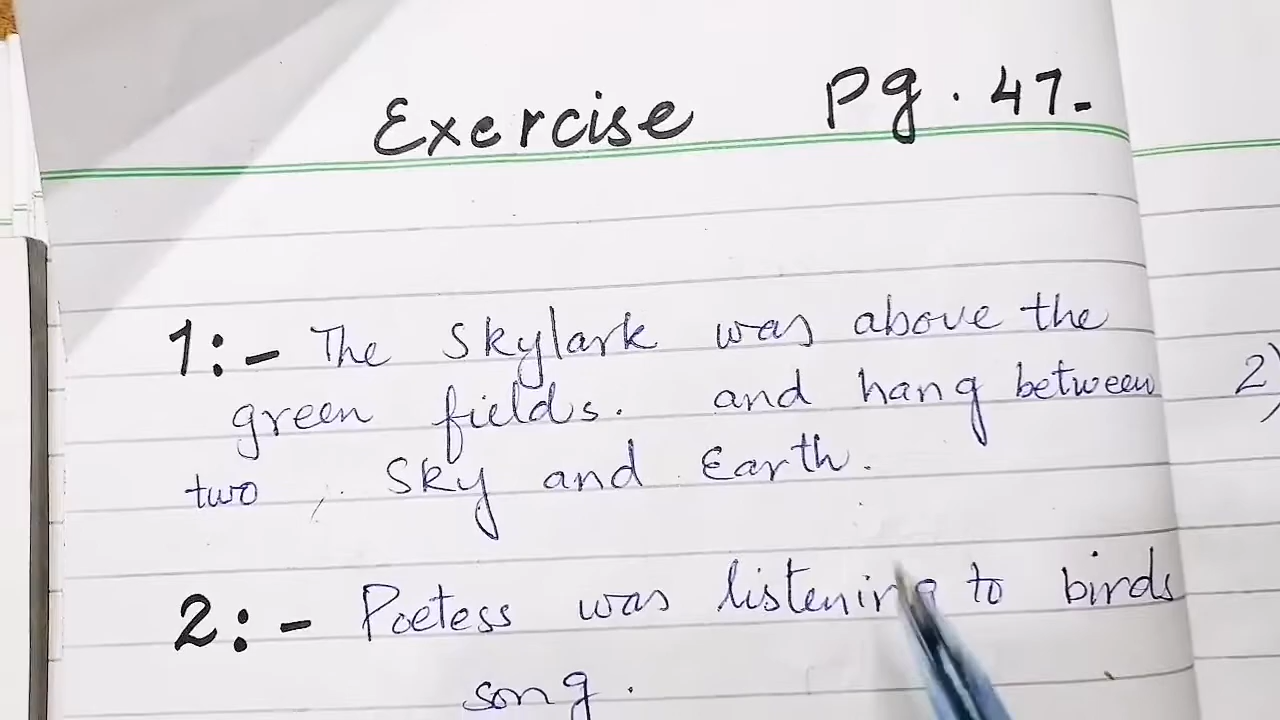 Exercise Pg. 47-
1:- The Skylark was above the
green fields. and hang between
two, Sky and Earth.
2:- Poetess was listening to birds
song.
2)